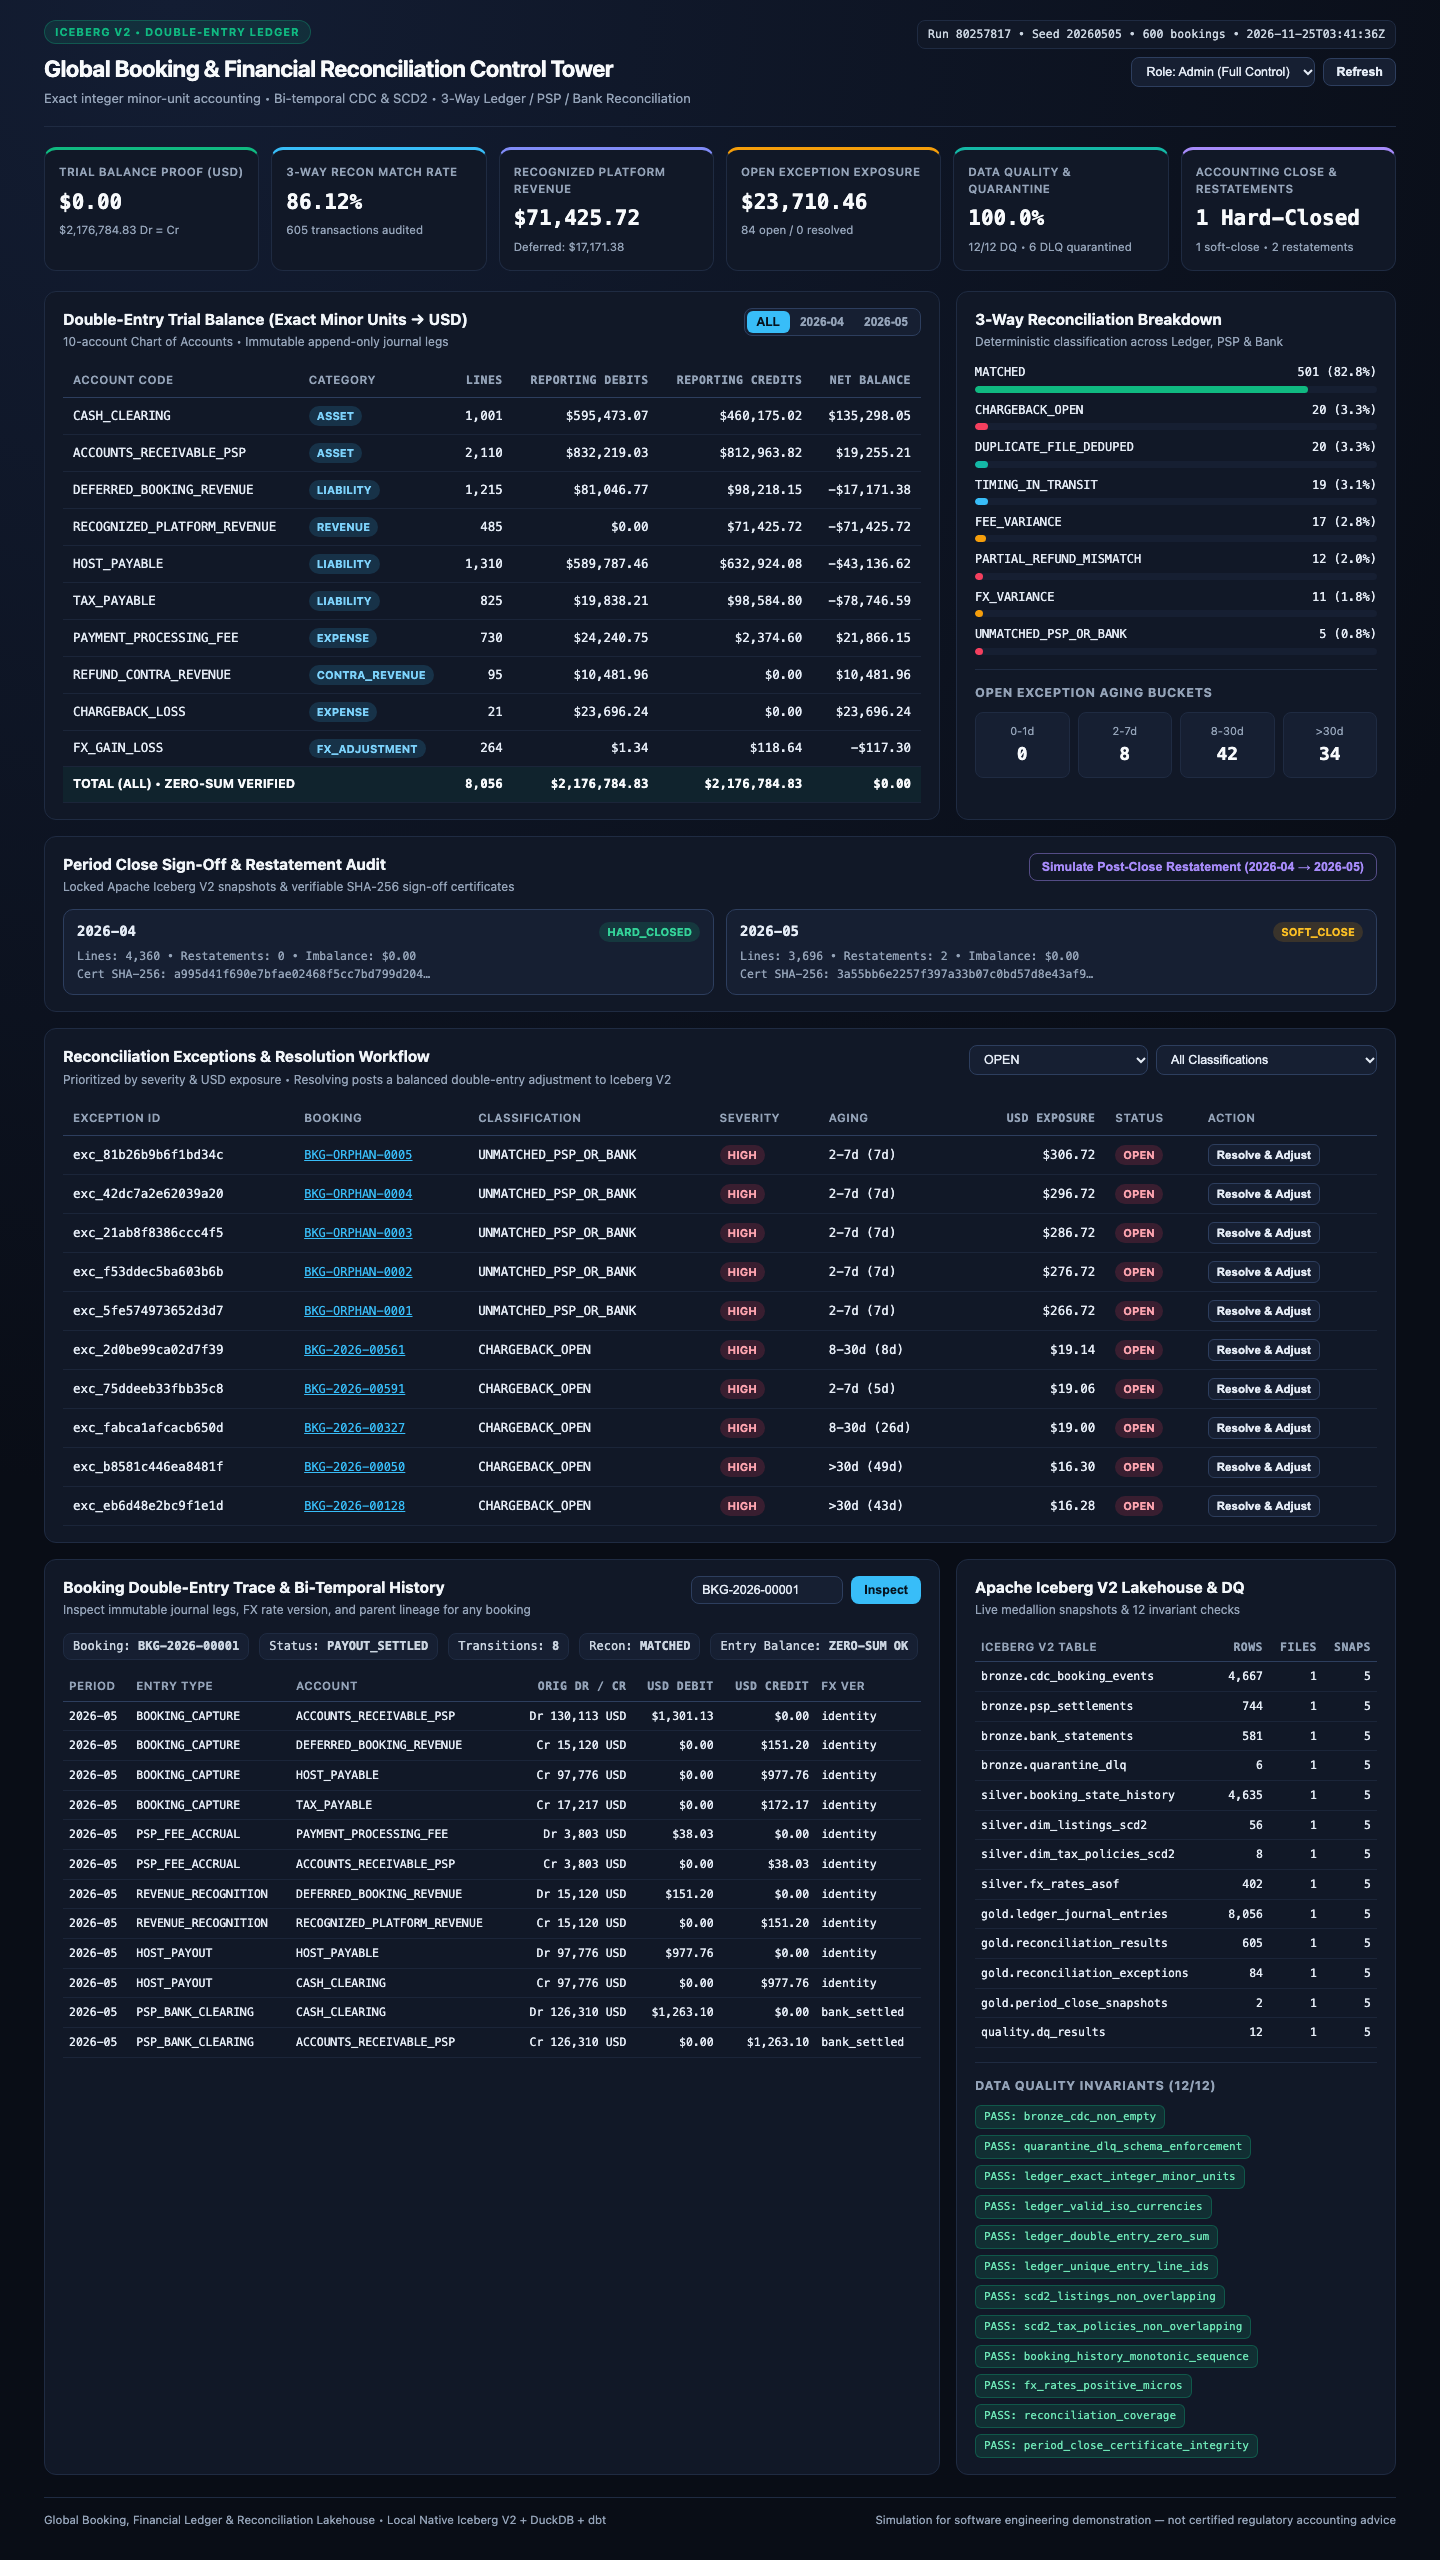 ICEBERG V2 • DOUBLE-ENTRY LEDGER
Run 80257817 • Seed 20260505 • 600 bookings • 2026-11-25T03:41:36Z
Global Booking & Financial Reconciliation Control Tower
Role: Admin (Full Control)
Refresh
Exact integer minor-unit accounting • Bi-temporal CDC & SCD2 • 3-Way Ledger / PSP / Bank Reconciliation
TRIAL BALANCE PROOF (USD)
$0.00
$2,176,784.83 Dr = Cr
3-WAY RECON MATCH RATE
86.12%
605 transactions audited
RECOGNIZED PLATFORM
REVENUE
$71,425.72
Deferred: $17,171.38
OPEN EXCEPTION EXPOSURE
$23,710.46
84 open / 0 resolved
DATA QUALITY &
QUARANTINE
100.0%
12/12 DQ • 6 DLQ quarantined
ACCOUNTING CLOSE &
RESTATEMENTS
1 Hard-Closed
1 soft-close • 2 restatements
Double-Entry Trial Balance (Exact Minor Units → USD)
10-account Chart of Accounts • Immutable append-only journal legs
ALL 2026-04 2026-05
ACCOUNT CODE CATEGORY LINES REPORTING DEBITS REPORTING CREDITS NET BALANCE
CASH_CLEARING ASSET 1,001 $595,473.07 $460,175.02 $135,298.05
ACCOUNTS_RECEIVABLE_PSP ASSET 2,110 $832,219.03 $812,963.82 $19,255.21
DEFERRED_BOOKING_REVENUE LIABILITY 1,215 $81,046.77 $98,218.15 -$17,171.38
RECOGNIZED_PLATFORM_REVENUE REVENUE 485 $0.00 $71,425.72 -$71,425.72
HOST_PAYABLE LIABILITY 1,310 $589,787.46 $632,924.08 -$43,136.62
TAX_PAYABLE LIABILITY 825 $19,838.21 $98,584.80 -$78,746.59
PAYMENT_PROCESSING_FEE EXPENSE 730 $24,240.75 $2,374.60 $21,866.15
REFUND_CONTRA_REVENUE CONTRA_REVENUE 95 $10,481.96 $0.00 $10,481.96
CHARGEBACK_LOSS EXPENSE 21 $23,696.24 $0.00 $23,696.24
FX_GAIN_LOSS FX_ADJUSTMENT 264 $1.34 $118.64 -$117.30
TOTAL (ALL) • ZERO-SUM VERIFIED 8,056 $2,176,784.83 $2,176,784.83 $0.00
3-Way Reconciliation Breakdown
Deterministic classification across Ledger, PSP & Bank
MATCHED 501 (82.8%)
CHARGEBACK_OPEN 20 (3.3%)
DUPLICATE_FILE_DEDUPED 20 (3.3%)
TIMING_IN_TRANSIT 19 (3.1%)
FEE_VARIANCE 17 (2.8%)
PARTIAL_REFUND_MISMATCH 12 (2.0%)
FX_VARIANCE 11 (1.8%)
UNMATCHED_PSP_OR_BANK 5 (0.8%)
OPEN EXCEPTION AGING BUCKETS
0-1d 2-7d 8-30d >30d
0 8 42 34
Period Close Sign-Off & Restatement Audit
Locked Apache Iceberg V2 snapshots & verifiable SHA-256 sign-off certificates
Simulate Post-Close Restatement (2026-04 → 2026-05)
2026-04 HARD_CLOSED
Lines: 4,360 • Restatements: 0 • Imbalance: $0.00
Cert SHA-256: a995d41f690e7bfae02468f5cc7bd799d204…
2026-05 SOFT_CLOSE
Lines: 3,696 • Restatements: 2 • Imbalance: $0.00
Cert SHA-256: 3a55bb6e2257f397a33b07c0bd57d8e43af9…
Reconciliation Exceptions & Resolution Workflow
Prioritized by severity & USD exposure • Resolving posts a balanced double-entry adjustment to Iceberg V2
OPEN
All Classifications
EXCEPTION ID BOOKING CLASSIFICATION SEVERITY AGING USD EXPOSURE STATUS ACTION
exc_81b26b9b6f1bd34c BKG-ORPHAN-0005 UNMATCHED_PSP_OR_BANK HIGH 2-7d (7d) $306.72 OPEN Resolve & Adjust
exc_42dc7a2e62039a20 BKG-ORPHAN-0004 UNMATCHED_PSP_OR_BANK HIGH 2-7d (7d) $296.72 OPEN Resolve & Adjust
exc_21ab8f8386ccc4f5 BKG-ORPHAN-0003 UNMATCHED_PSP_OR_BANK HIGH 2-7d (7d) $286.72 OPEN Resolve & Adjust
exc_f53ddec5ba603b6b BKG-ORPHAN-0002 UNMATCHED_PSP_OR_BANK HIGH 2-7d (7d) $276.72 OPEN Resolve & Adjust
exc_5fe574973652d3d7 BKG-ORPHAN-0001 UNMATCHED_PSP_OR_BANK HIGH 2-7d (7d) $266.72 OPEN Resolve & Adjust
exc_2d0be99ca02d7f39 BKG-2026-00561 CHARGEBACK_OPEN HIGH 8-30d (8d) $19.14 OPEN Resolve & Adjust
exc_75ddeeb33fbb35c8 BKG-2026-00591 CHARGEBACK_OPEN HIGH 2-7d (5d) $19.06 OPEN Resolve & Adjust
exc_fabca1afcacb650d BKG-2026-00327 CHARGEBACK_OPEN HIGH 8-30d (26d) $19.00 OPEN Resolve & Adjust
exc_b8581c446ea8481f BKG-2026-00050 CHARGEBACK_OPEN HIGH >30d (49d) $16.30 OPEN Resolve & Adjust
exc_eb6d48e2bc9f1e1d BKG-2026-00128 CHARGEBACK_OPEN HIGH >30d (43d) $16.28 OPEN Resolve & Adjust
Booking Double-Entry Trace & Bi-Temporal History
Inspect immutable journal legs, FX rate version, and parent lineage for any booking
BKG-2026-00001
Inspect
Booking: BKG-2026-00001 Status: PAYOUT_SETTLED Transitions: 8 Recon: MATCHED Entry Balance: ZERO-SUM OK
PERIOD ENTRY TYPE ACCOUNT ORIG DR / CR USD DEBIT USD CREDIT FX VER
2026-05 BOOKING_CAPTURE ACCOUNTS_RECEIVABLE_PSP Dr 130,113 USD $1,301.13 $0.00 identity
2026-05 BOOKING_CAPTURE DEFERRED_BOOKING_REVENUE Cr 15,120 USD $0.00 $151.20 identity
2026-05 BOOKING_CAPTURE HOST_PAYABLE Cr 97,776 USD $0.00 $977.76 identity
2026-05 BOOKING_CAPTURE TAX_PAYABLE Cr 17,217 USD $0.00 $172.17 identity
2026-05 PSP_FEE_ACCRUAL PAYMENT_PROCESSING_FEE Dr 3,803 USD $38.03 $0.00 identity
2026-05 PSP_FEE_ACCRUAL ACCOUNTS_RECEIVABLE_PSP Cr 3,803 USD $0.00 $38.03 identity
2026-05 REVENUE_RECOGNITION DEFERRED_BOOKING_REVENUE Dr 15,120 USD $151.20 $0.00 identity
2026-05 REVENUE_RECOGNITION RECOGNIZED_PLATFORM_REVENUE Cr 15,120 USD $0.00 $151.20 identity
2026-05 HOST_PAYOUT HOST_PAYABLE Dr 97,776 USD $977.76 $0.00 identity
2026-05 HOST_PAYOUT CASH_CLEARING Cr 97,776 USD $0.00 $977.76 identity
2026-05 PSP_BANK_CLEARING CASH_CLEARING Dr 126,310 USD $1,263.10 $0.00 bank_settled
2026-05 PSP_BANK_CLEARING ACCOUNTS_RECEIVABLE_PSP Cr 126,310 USD $0.00 $1,263.10 bank_settled
Apache Iceberg V2 Lakehouse & DQ
Live medallion snapshots & 12 invariant checks
ICEBERG V2 TABLE ROWS FILES SNAPS
bronze.cdc_booking_events 4,667 1 5
bronze.psp_settlements 744 1 5
bronze.bank_statements 581 1 5
bronze.quarantine_dlq 6 1 5
silver.booking_state_history 4,635 1 5
silver.dim_listings_scd2 56 1 5
silver.dim_tax_policies_scd2 8 1 5
silver.fx_rates_asof 402 1 5
gold.ledger_journal_entries 8,056 1 5
gold.reconciliation_results 605 1 5
gold.reconciliation_exceptions 84 1 5
gold.period_close_snapshots 2 1 5
quality.dq_results 12 1 5
DATA QUALITY INVARIANTS (12/12)
PASS: bronze_cdc_non_empty
PASS: quarantine_dlq_schema_enforcement
PASS: ledger_exact_integer_minor_units
PASS: ledger_valid_iso_currencies
PASS: ledger_double_entry_zero_sum
PASS: ledger_unique_entry_line_ids
PASS: scd2_listings_non_overlapping
PASS: scd2_tax_policies_non_overlapping
PASS: booking_history_monotonic_sequence
PASS: fx_rates_positive_micros
PASS: reconciliation_coverage
PASS: period_close_certificate_integrity
Global Booking, Financial Ledger & Reconciliation Lakehouse • Local Native Iceberg V2 + DuckDB + dbt
Simulation for software engineering demonstration — not certified regulatory accounting advice